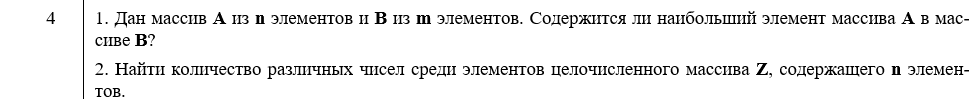 4
1. Дан массив A из n элементов и B из m элементов. Содержится ли наибольший элемент массива A в мас-
сиве B?
2. Найти количество различных чисел среди элементов целочисленного массива Z, содержащего n элемен-
тов.